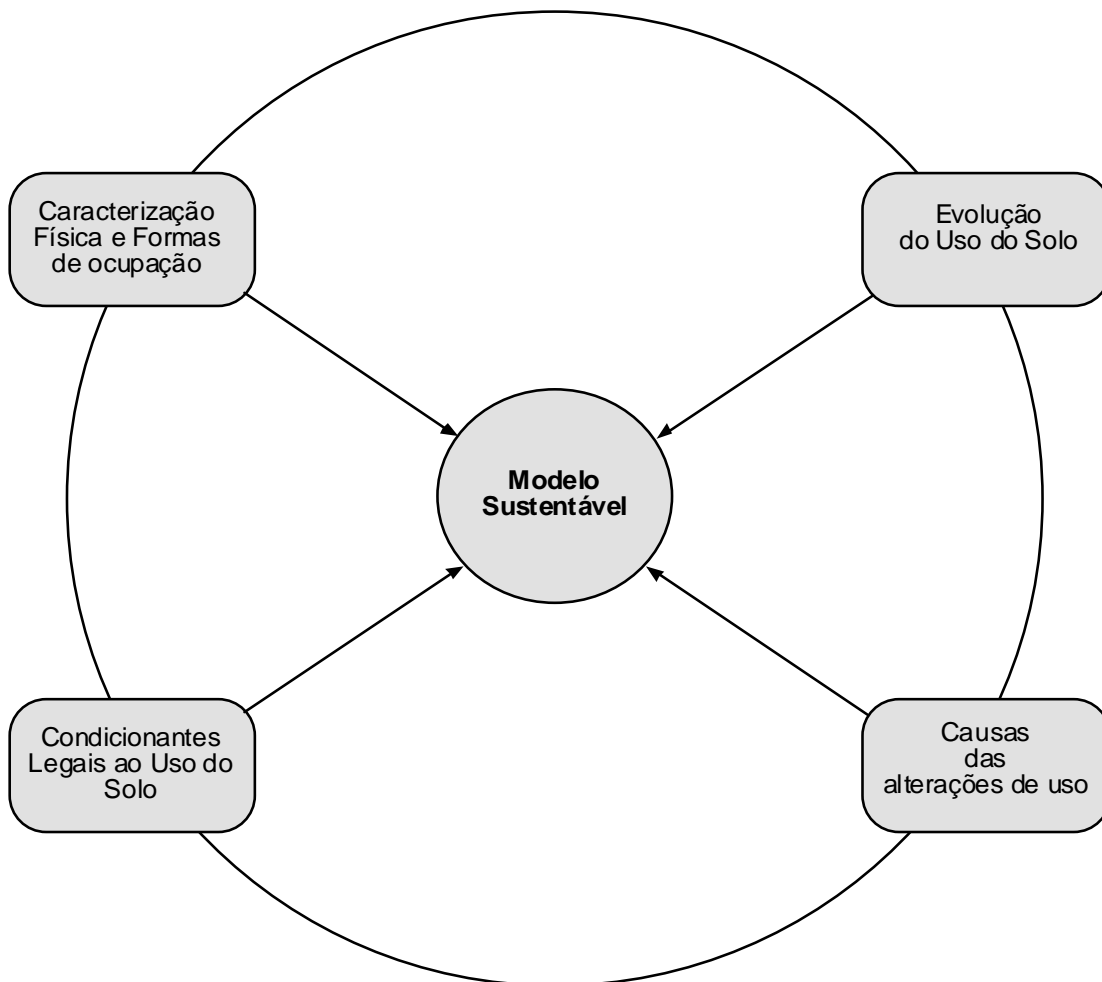 Caracterização
Física e Formas
de ocupação
Evolução
do Uso do Solo
Modelo
Sustentável
Condicionantes
Legais ao Uso do
Solo
Causas
das
alterações de uso